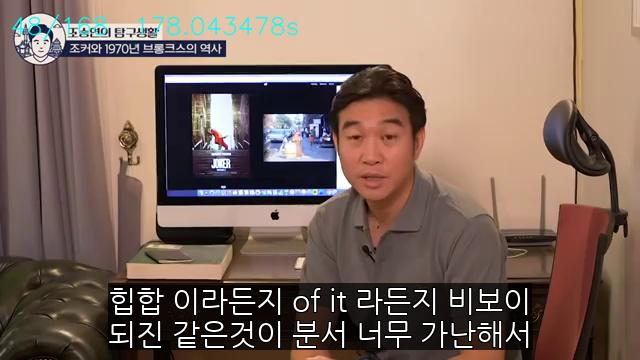 48/168 178.043478s
조승연의 탐구생활
조커와 1970년 브롱크스의 역사
JOKER
힙합 이라든지 of it 라든지 비보이
되진 같은것이 분서 너무 가난해서